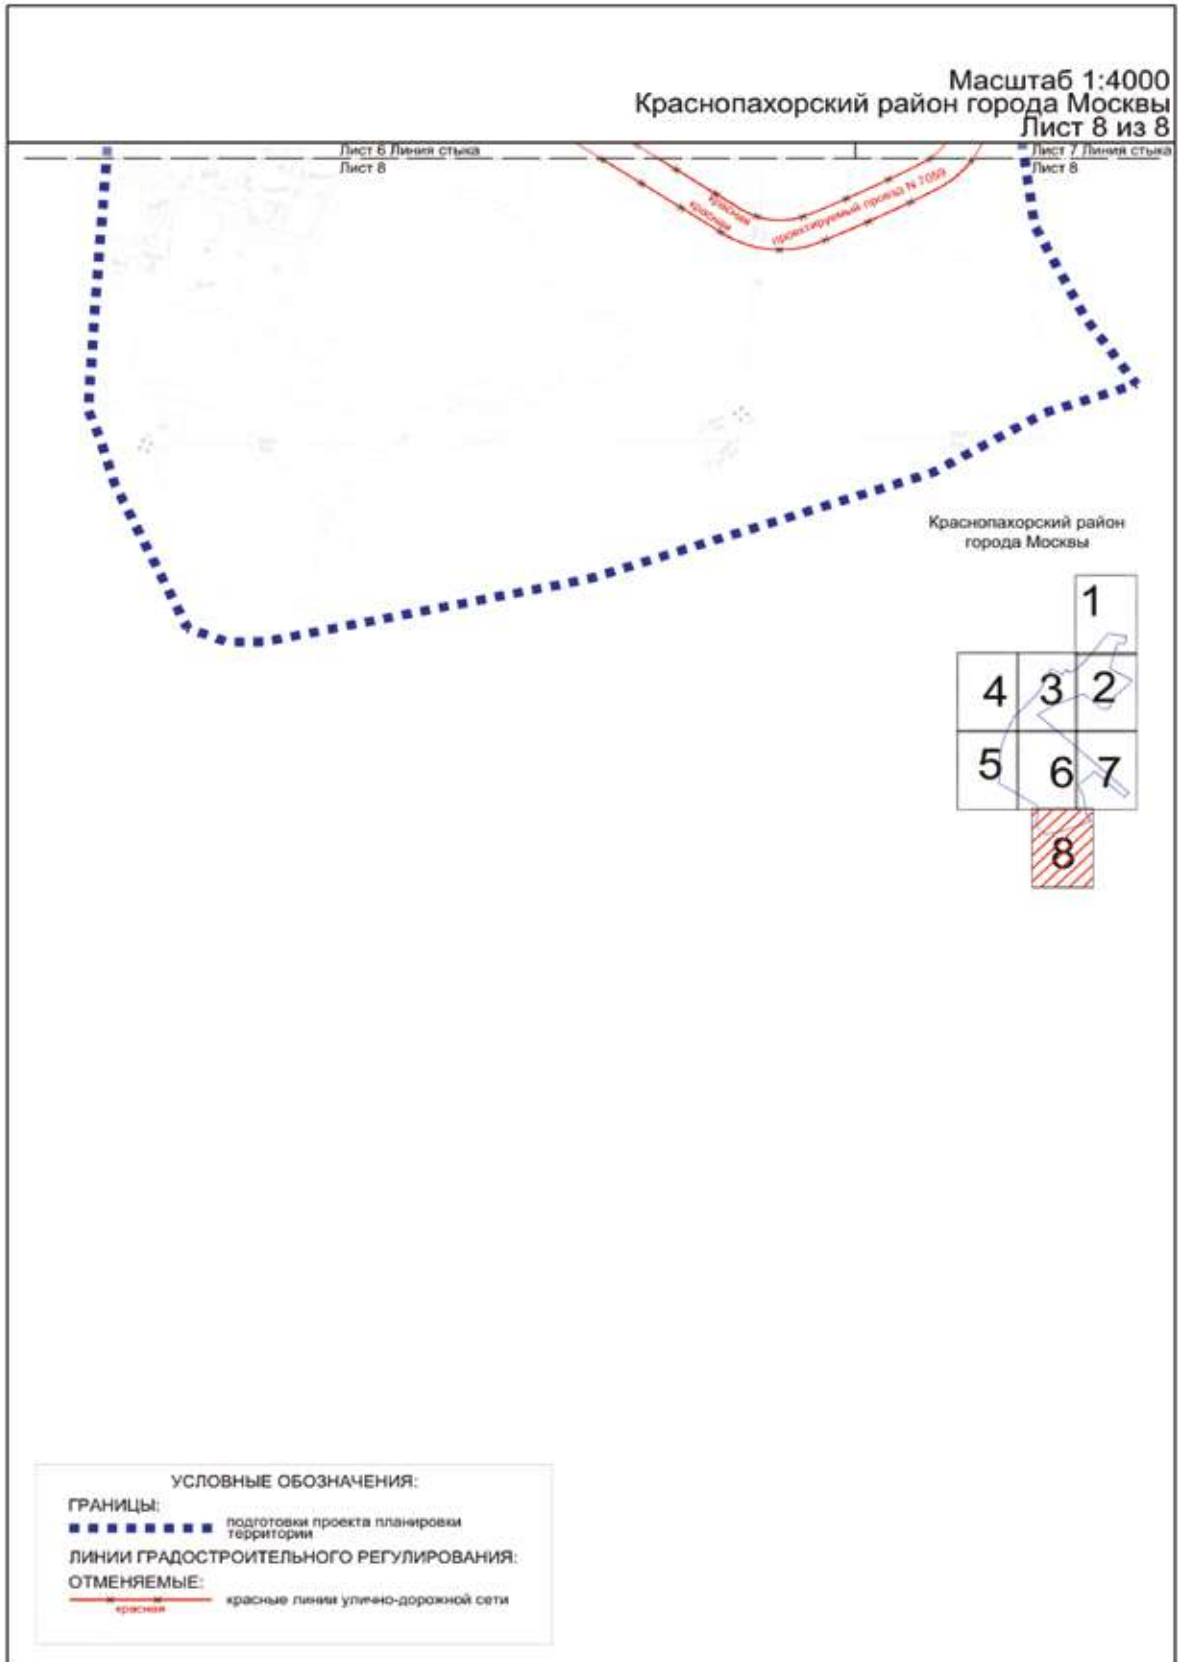 Масштаб 1:4000
Краснопахорский район города Москвы
Лист 8 из 8
Лист 6 Линия стыка
Лист 8
Лист 7 Линия стыка
Лист 8
красная
красная
проектируемый проезд N 7059
Краснопахорский район
города Москвы
1
4 3 2
5 6 7
8
УСЛОВНЫЕ ОБОЗНАЧЕНИЯ:
ГРАНИЦЫ:
подготовки проекта планировки
территории
ЛИНИИ ГРАДОСТРОИТЕЛЬНОГО РЕГУЛИРОВАНИЯ:
ОТМЕНЯЕМЫЕ:
красная
красные линии улично-дорожной сети